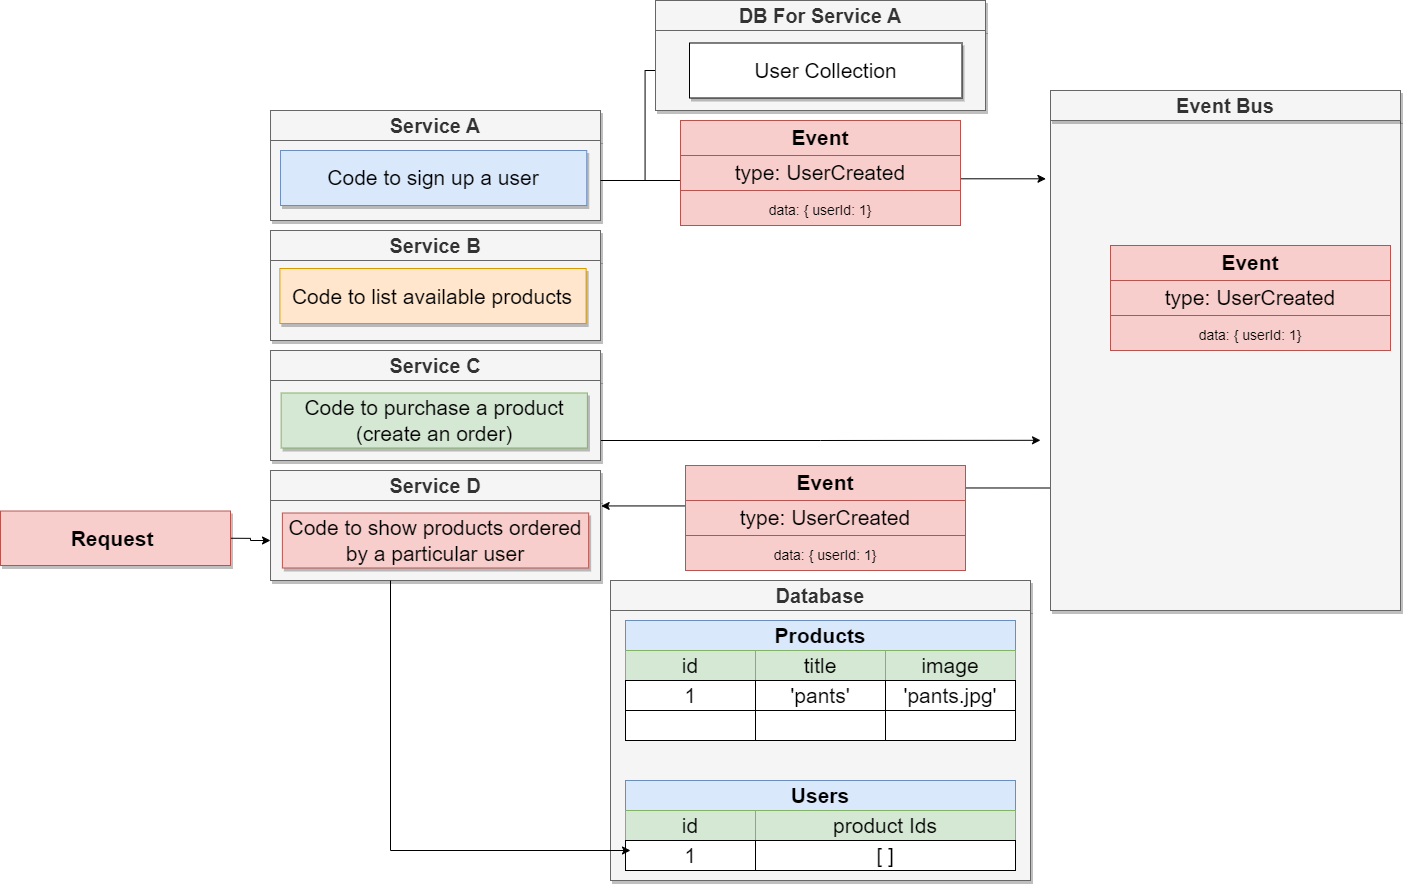 DB For Service A
User Collection
Service A
Code to sign up a user
Event
type: UserCreated
data: { userId: 1}
Event Bus
Event
type: UserCreated
data: { userId: 1}
Service B
Code to list available products
Service C
Code to purchase a product
(create an order)
Service D
Code to show products ordered
by a particular user
Request
Event
type: UserCreated
data: { userId: 1}
Database
Products
id title image
1 'pants' 'pants.jpg'
Users
id product Ids
1 [ ]